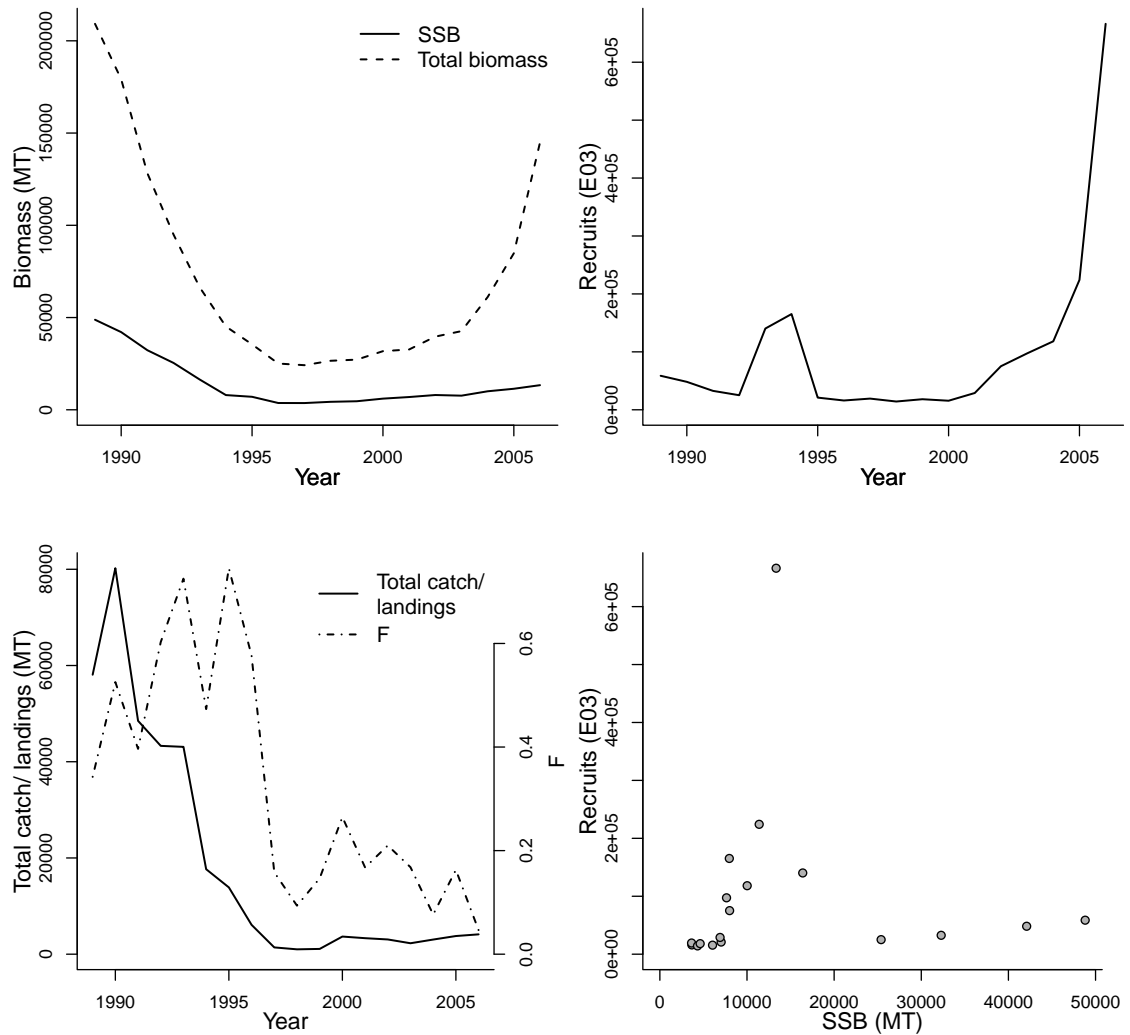 SSB
Total biomass
200000
150000
100000
50000
0
Biomass (MT)
1990
1995
2000
2005
Year
6e+05
4e+05
2e+05
0e+00
Recruits (E03)
1990
1995
2000
2005
Year
Total catch/
landings
F
80000
60000
40000
20000
0
Total catch/ landings (MT)
0.6
0.4
0.2
0.0
F
1990
1995
2000
2005
Year
6e+05
4e+05
2e+05
0e+00
Recruits (E03)
0
10000
20000
30000
40000
50000
SSB (MT)